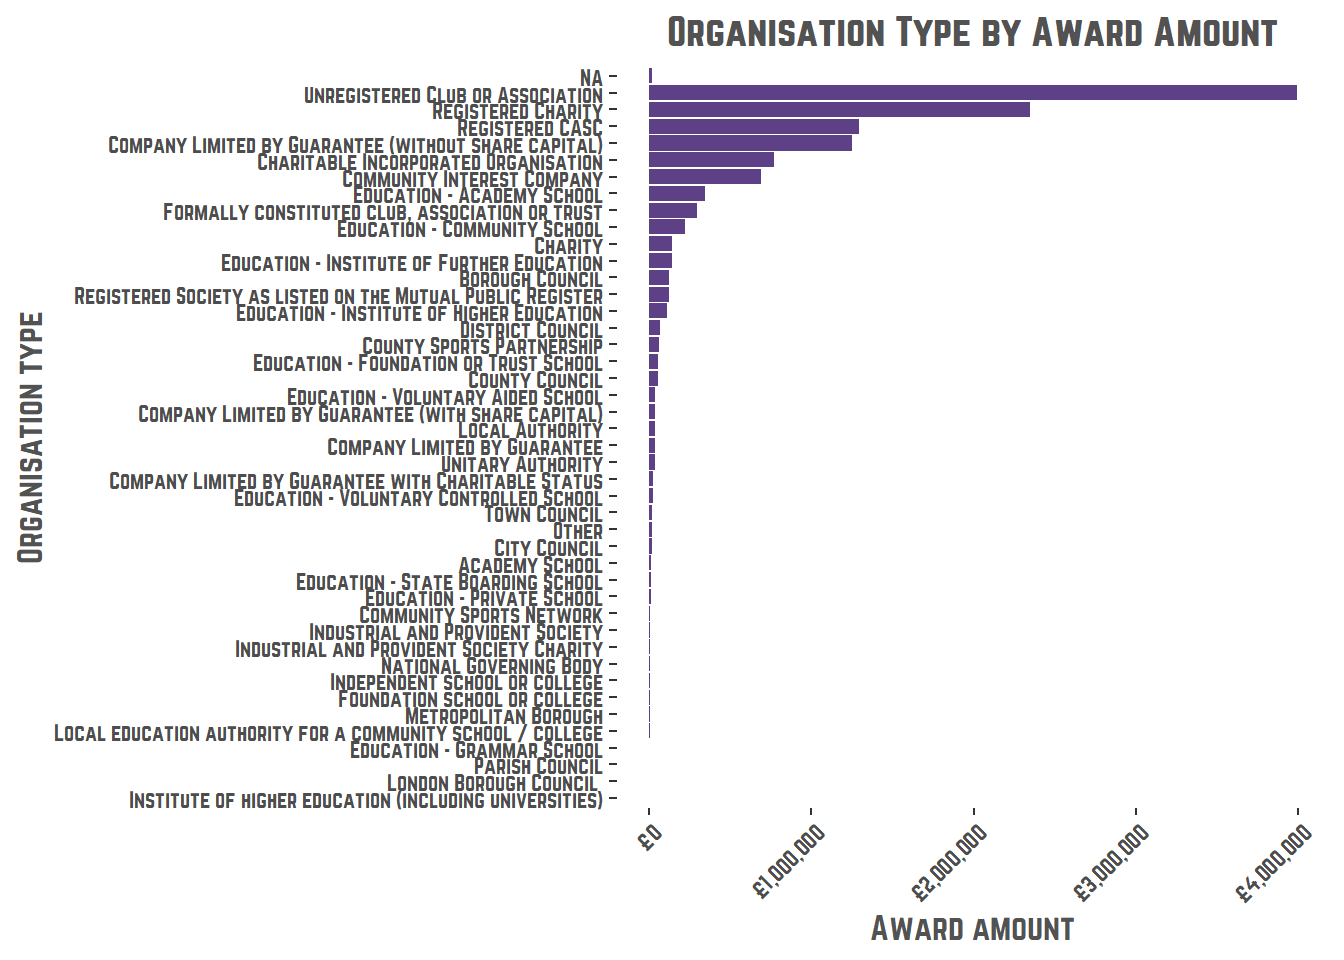 Organisation Type by Award Amount
NA
Unregistered Club or Association
Registered Charity
Registered CASC
Company Limited by Guarantee (without share capital)
Charitable Incorporated Organisation
Community Interest Company
Education - Academy School
Formally constituted club, association or trust
Education - Community School
Charity
Education - Institute of Further Education
Borough Council
Registered Society as listed on the Mutual Public Register
Education - Institute of Higher Education
District Council
County Sports Partnership
Education - Foundation or Trust School
County Council
Education - Voluntary Aided School
Company Limited by Guarantee (with share capital)
Local Authority
Company Limited by Guarantee
Unitary Authority
Company Limited by Guarantee with Charitable Status
Education - Voluntary Controlled School
Town Council
Other
City Council
Academy School
Education - State Boarding School
Education - Private School
Community Sports Network
Industrial and Provident Society
Industrial and Provident Society Charity
National Governing Body
Independent school or college
Foundation school or college
Metropolitan Borough
Local education authority for a community school / college
Education - Grammar School
Parish Council
London Borough Council
Institute of higher education (including universities)
Organisation type
£0
£1,000,000
£2,000,000
£3,000,000
£4,000,000
Award amount